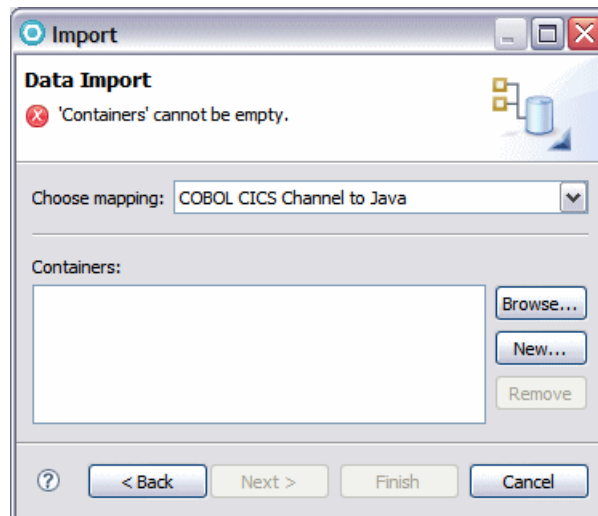 Import
Data Import
'Containers' cannot be empty.
Choose mapping: COBOL CICS Channel to Java
Containers:
Browse...
New...
Remove
? < Back Next > Finish Cancel